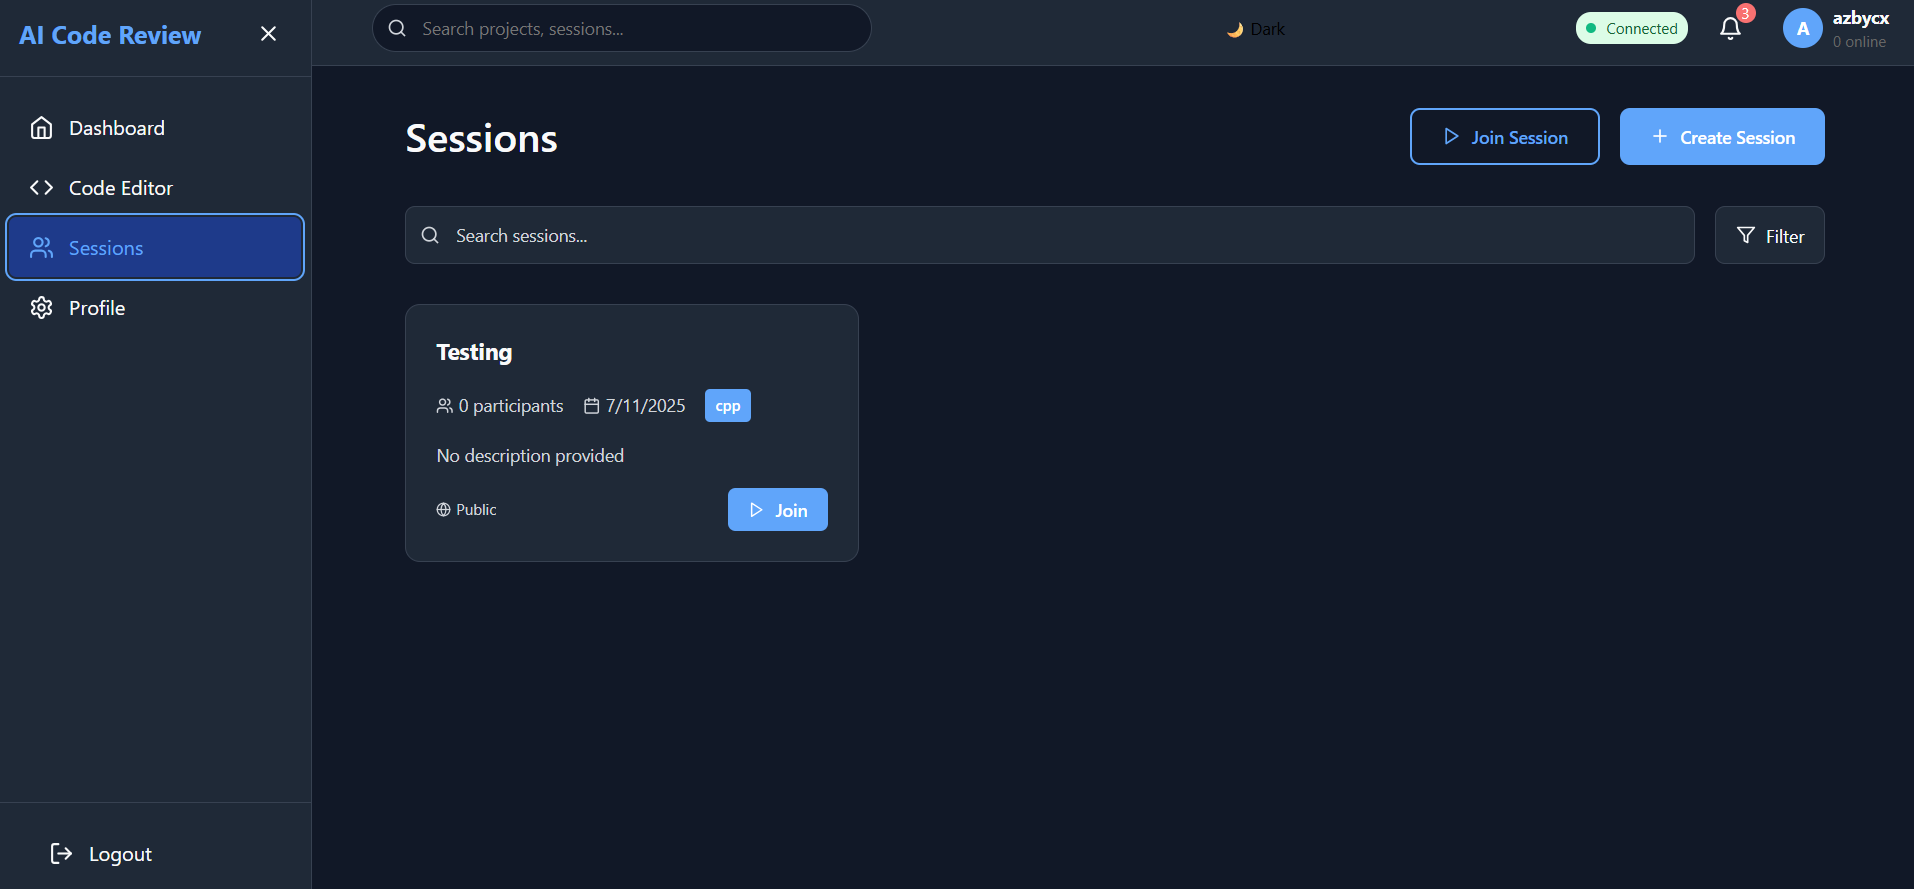 AI Code Review
Search projects, sessions...
🌙 Dark
Connected
3
A
azbycx
0 online
Dashboard
Code Editor
Sessions
Profile
Logout
Sessions
Join Session
Create Session
Search sessions...
Filter
Testing
0 participants 7/11/2025 cpp
No description provided
Public
Join